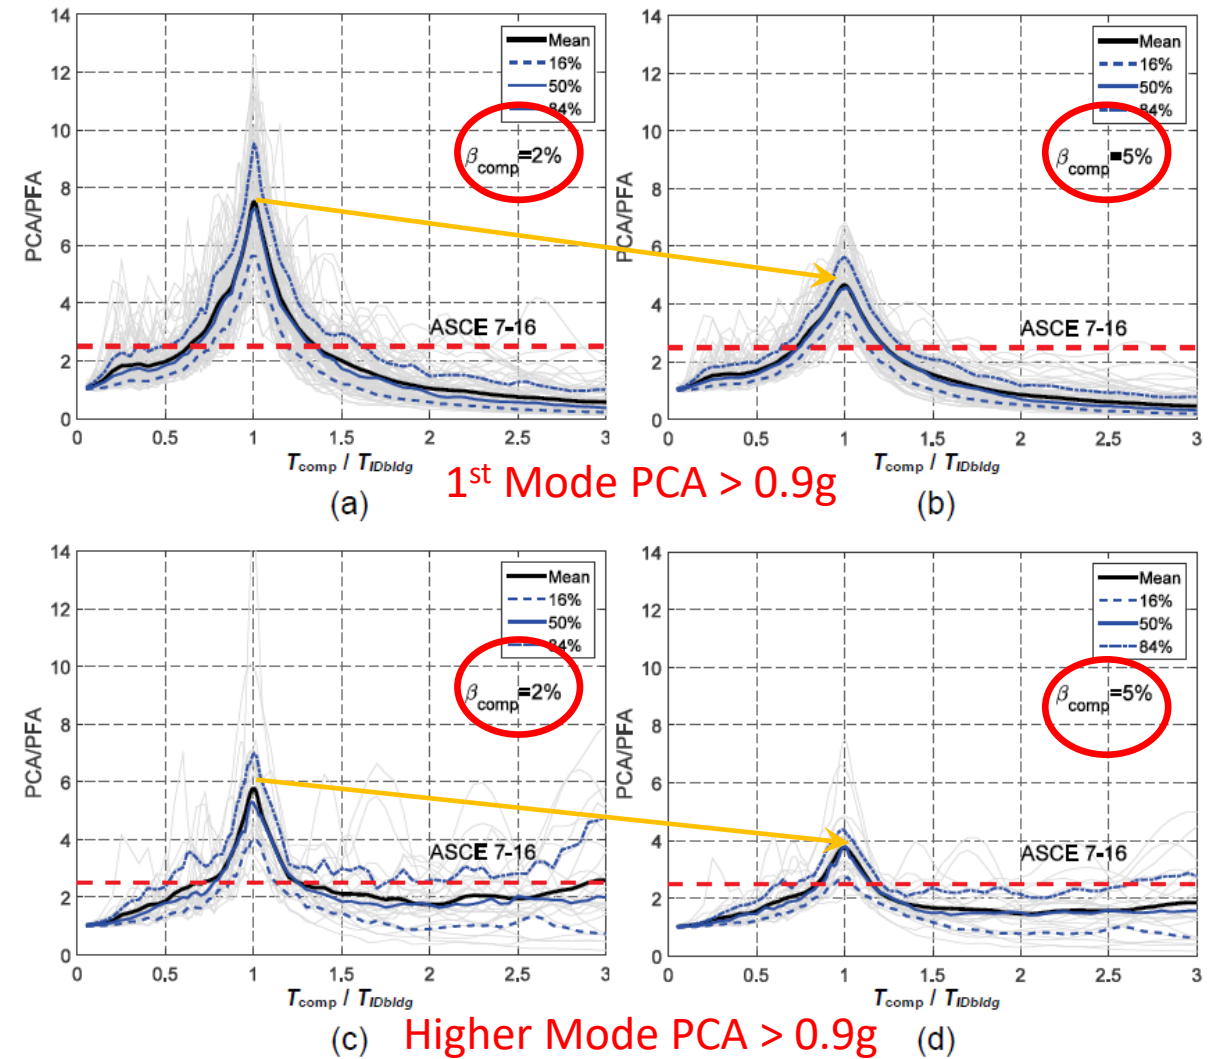 14
12
10
8
6
4
2
0
PCA/PFA
Mean
16%
50%
84%
βcomp=2%
ASCE 7-16
0
0.5
1
1.5
2
2.5
3
Tcomp / TIDbldg
(a)
14
12
10
8
6
4
2
0
PCA/PFA
Mean
16%
50%
84%
βcomp=5%
ASCE 7-16
0
0.5
1
1.5
2
2.5
3
Tcomp / TIDbldg
(b)
1st Mode PCA > 0.9g
14
12
10
8
6
4
2
0
PCA/PFA
Mean
16%
50%
84%
βcomp=2%
ASCE 7-16
0
0.5
1
1.5
2
2.5
3
Tcomp / TIDbldg
(c)
14
12
10
8
6
4
2
0
PCA/PFA
Mean
16%
50%
84%
βcomp=5%
ASCE 7-16
0
0.5
1
1.5
2
2.5
3
Tcomp / TIDbldg
(d)
Higher Mode PCA > 0.9g